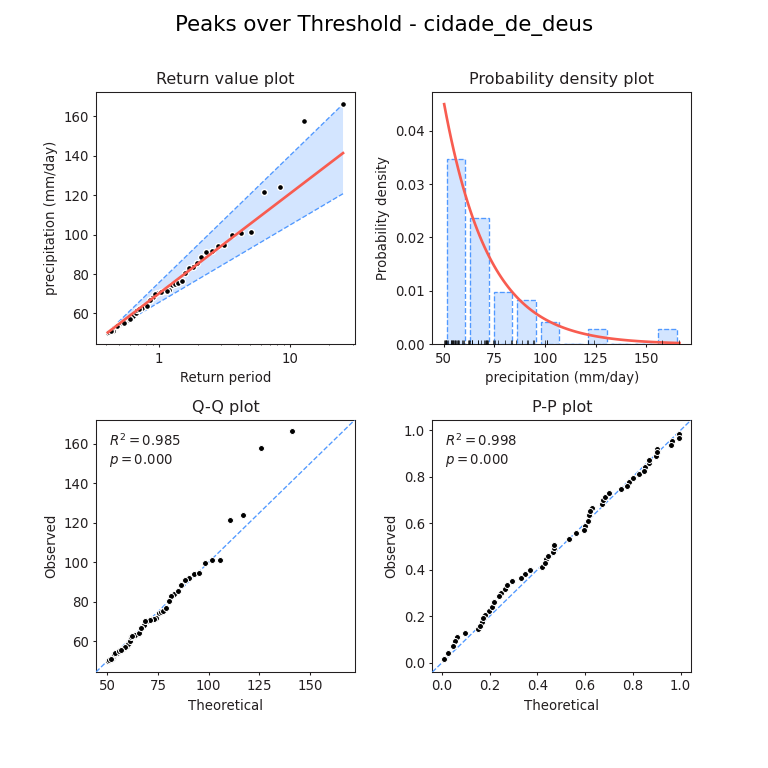 Peaks over Threshold - cidade_de_deus
Return value plot
precipitation (mm/day)
160
140
120
100
80
60
1 10
Return period
Probability density plot
Probability density
0.04
0.03
0.02
0.01
0.00
50 75 100 125 150
precipitation (mm/day)
Q-Q plot
R² = 0.985
p = 0.000
Observed
160
140
120
100
80
60
50 75 100 125 150
Theoretical
P-P plot
R² = 0.998
p = 0.000
Observed
1.0
0.8
0.6
0.4
0.2
0.0
0.0 0.2 0.4 0.6 0.8 1.0
Theoretical